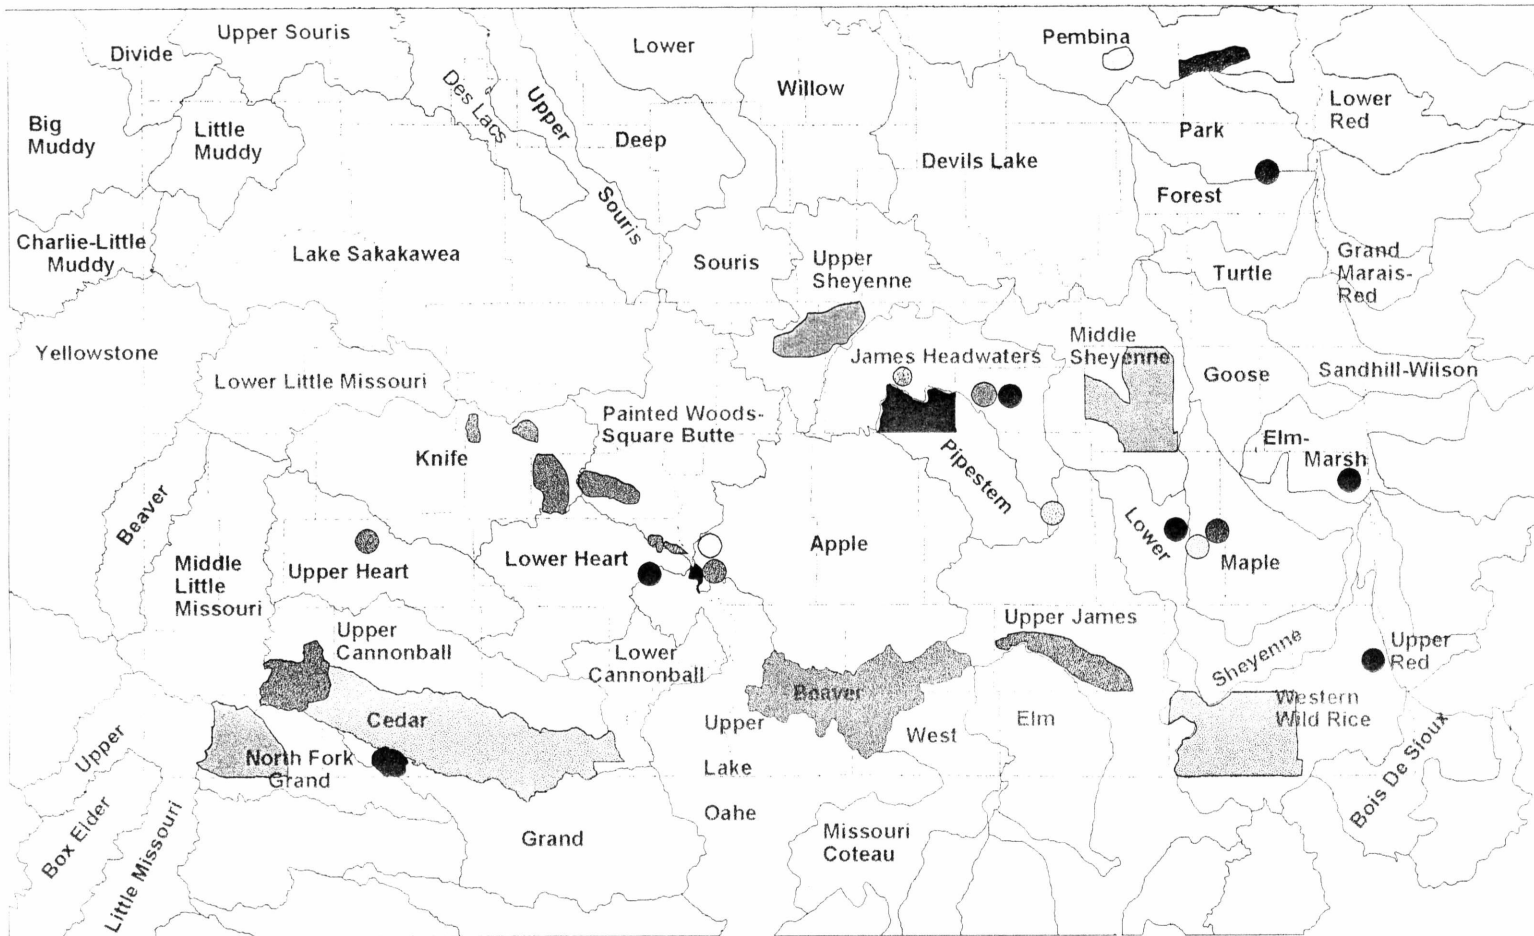 Upper Souris
Divide
Lower
Pembina
Des Lacs
Upper
Willow
Big
Muddy
Little
Muddy
Deep
Lower
Red
Park
Devils Lake
Forest
Souris
Charlie-Little
Muddy
Lake Sakakawea
Souris
Upper
Sheyenne
Turtle
Grand
Marais-
Red
Yellowstone
Lower Little Missouri
James Headwaters
Middle
Sheyenne
Goose
Sandhill-Wilson
Painted Woods-
Square Butte
Knife
Pipestem
Elm-
Marsh
Beaver
Middle
Little
Missouri
Upper Heart
Lower Heart
Apple
Lower
Maple
Upper
Cannonball
Lower
Cannonball
Upper James
Sheyenne
Upper
Red
Cedar
Beaver
Upper
West
Elm
Western
Wild Rice
Upper
North Fork
Grand
Lake
Oahe
Bois De Sioux
Box Elder
Little Missouri
Grand
Missouri
Coteau